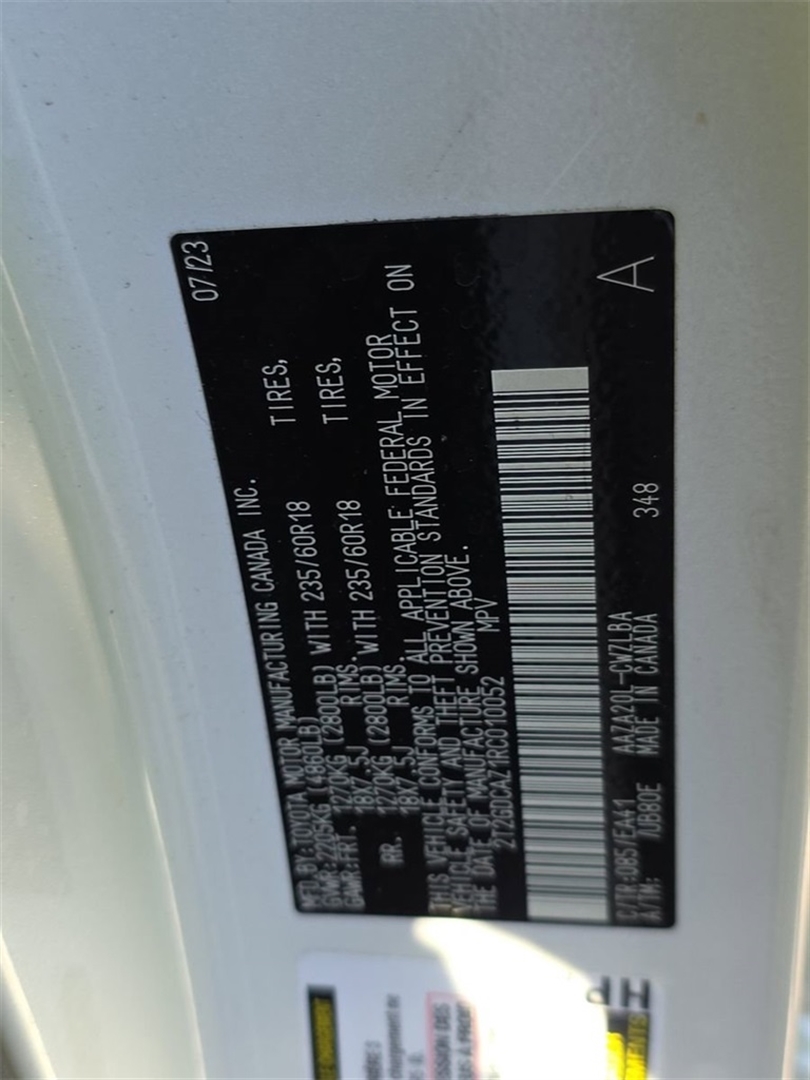 07/23
MFD.BY:TOYOTA MOTOR MANUFACTURING CANADA INC.
GVWR:2205KG (4860LB)
GAWR:FRT. 1270KG (2800LB) WITH 235/60R18 TIRES,
18X7.5J RIMS.
RR. 1270KG (2800LB) WITH 235/60R18 TIRES,
18X7.5J RIMS.
THIS VEHICLE CONFORMS TO ALL APPLICABLE FEDERAL MOTOR
VEHICLE SAFETY AND THEFT PREVENTION STANDARDS IN EFFECT ON
THE DATE OF MANUFACTURE SHOWN ABOVE.
2T2GDCAZ1RC010052 MPV
C/TR:085/EA41 AAZA20L-CWZLBA
A/TM: /UB80E MADE IN CANADA
348
A
changement